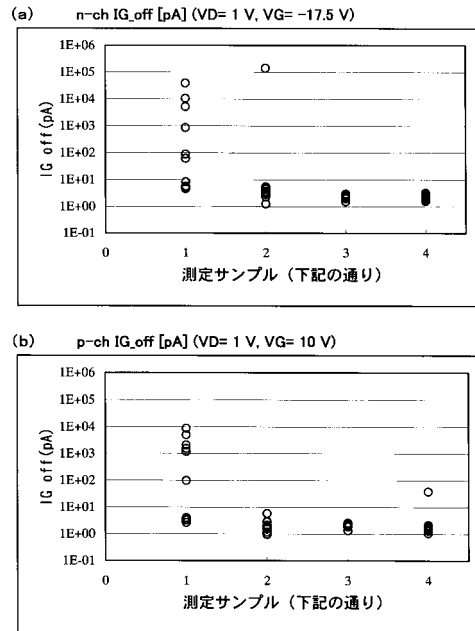 (a) n-ch IG_off [pA] (VD= 1 V, VG= -17.5 V)
1E+06
1E+05
1E+04
1E+03
1E+02
1E+01
1E+00
1E-01
IG off(pA)
0 1 2 3 4
測定サンプル (下記の通り)
(b) p-ch IG_off [pA] (VD= 1 V, VG= 10 V)
1E+06
1E+05
1E+04
1E+03
1E+02
1E+01
1E+00
1E-01
IG off(pA)
0 1 2 3 4
測定サンプル (下記の通り)